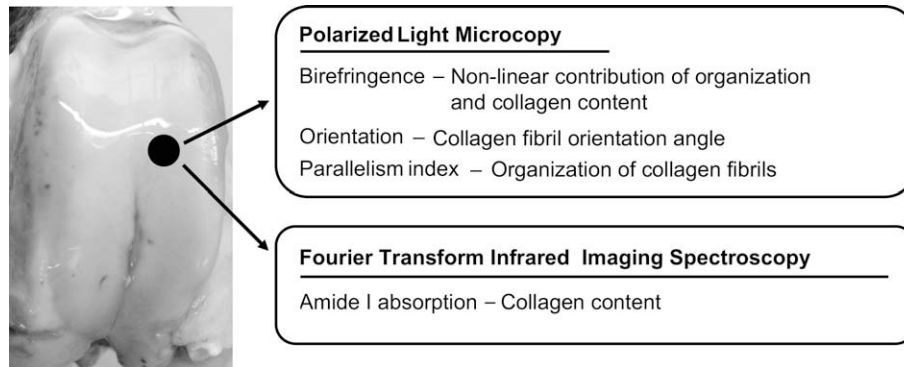 Polarized Light Microcopy
Birefringence – Non-linear contribution of organization
and collagen content
Orientation – Collagen fibril orientation angle
Parallelism index – Organization of collagen fibrils
Fourier Transform Infrared Imaging Spectroscopy
Amide I absorption – Collagen content